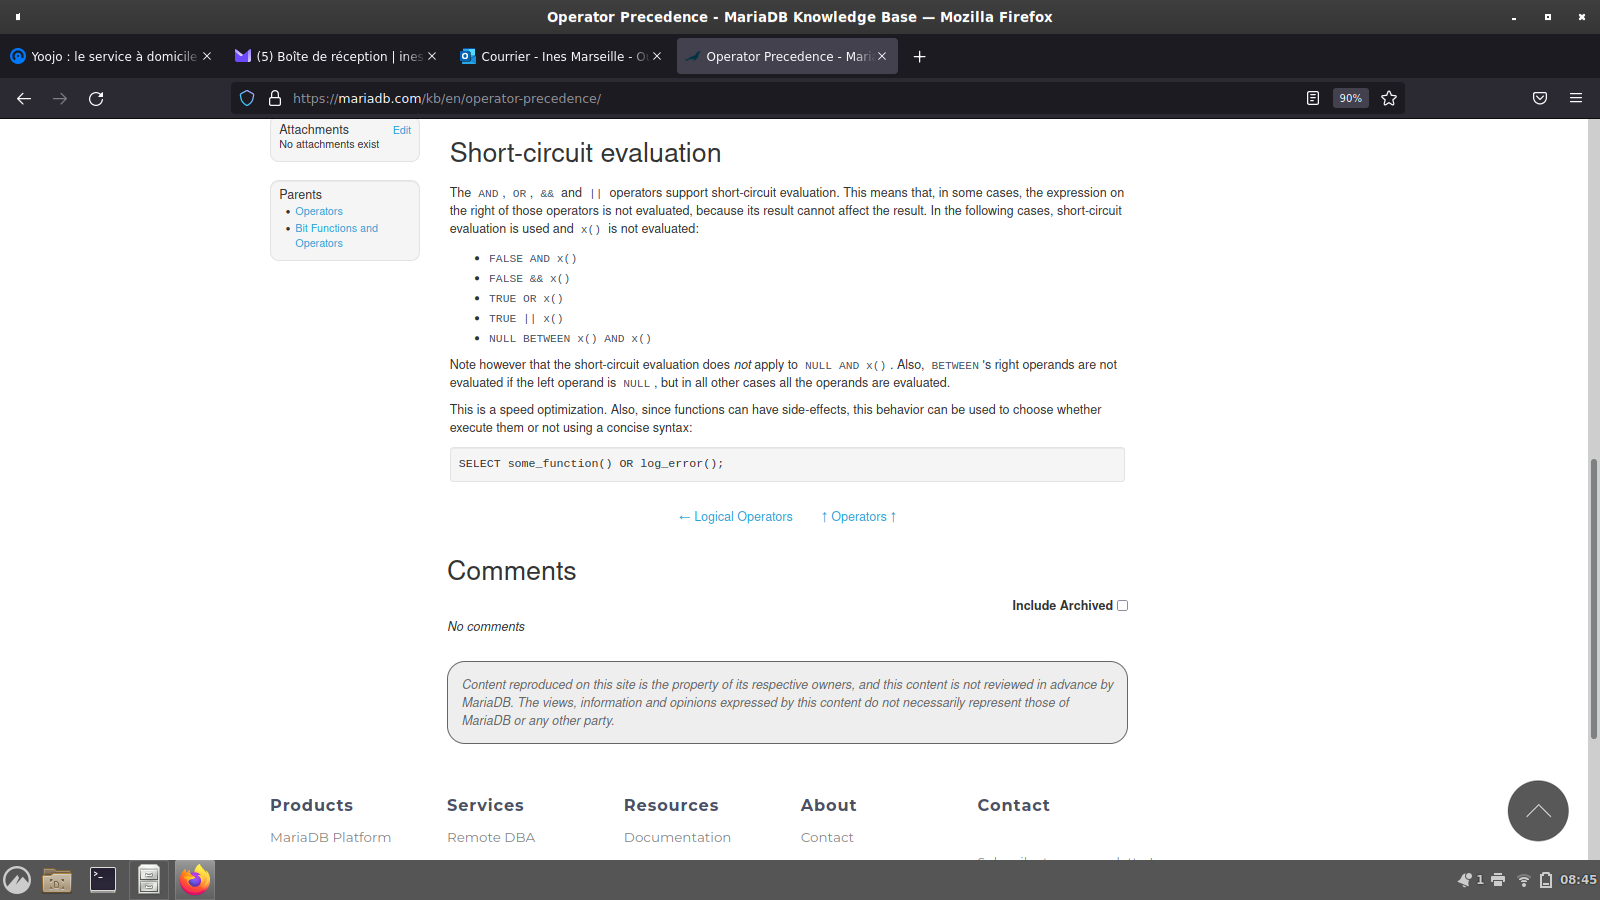 Operator Precedence - MariaDB Knowledge Base — Mozilla Firefox
Yoojo : le service à domicile
(5) Boîte de réception | ines
Courrier - Ines Marseille - O
Operator Precedence - Maria
https://mariadb.com/kb/en/operator-precedence/
90%
Attachments Edit
No attachments exist
Parents
Operators
Bit Functions and
Operators
Short-circuit evaluation
The AND, OR, && and || operators support short-circuit evaluation. This means that, in some cases, the expression on
the right of those operators is not evaluated, because its result cannot affect the result. In the following cases, short-circuit
evaluation is used and x() is not evaluated:
• FALSE AND x()
• FALSE && x()
• TRUE OR x()
• TRUE || x()
• NULL BETWEEN x() AND x()
Note however that the short-circuit evaluation does not apply to NULL AND x(). Also, BETWEEN's right operands are not
evaluated if the left operand is NULL, but in all other cases all the operands are evaluated.
This is a speed optimization. Also, since functions can have side-effects, this behavior can be used to choose whether
execute them or not using a concise syntax:
SELECT some_function() OR log_error();
← Logical Operators ↑ Operators ↑
Comments
Include Archived
No comments
Content reproduced on this site is the property of its respective owners, and this content is not reviewed in advance by
MariaDB. The views, information and opinions expressed by this content do not necessarily represent those of
MariaDB or any other party.
Products Services Resources About Contact
MariaDB Platform Remote DBA Documentation Contact
1
08:45